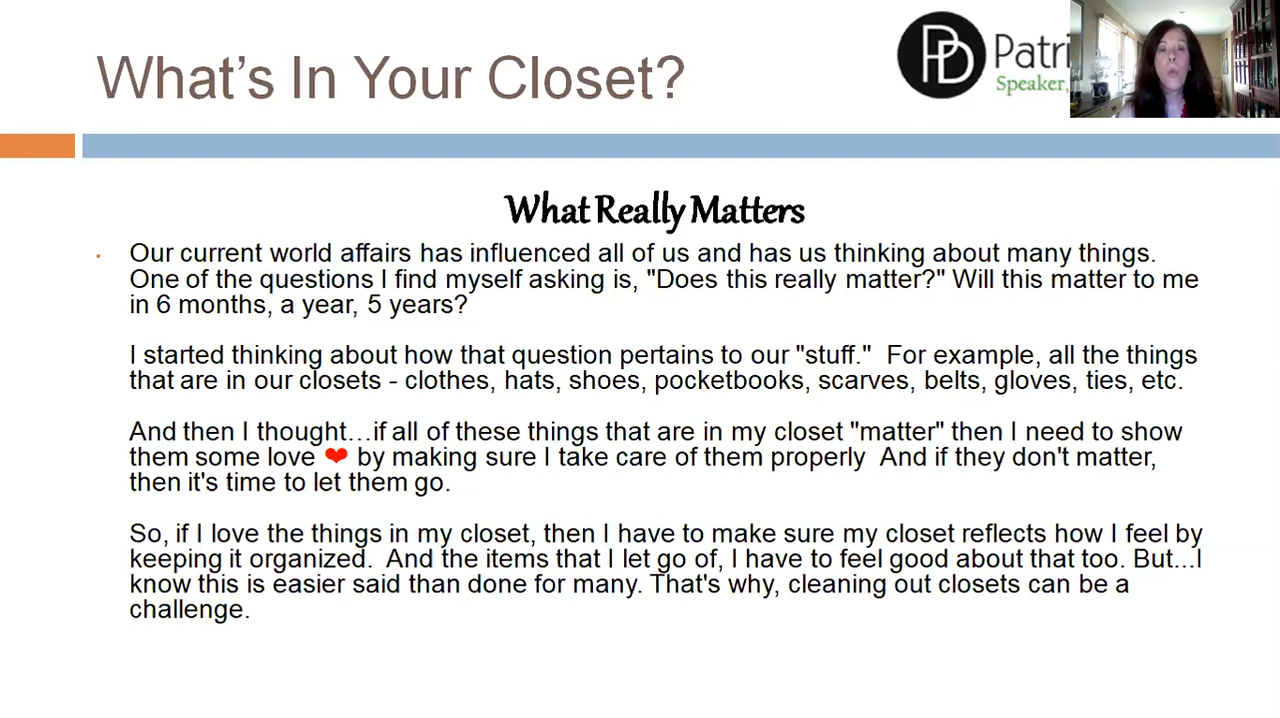 What's In Your Closet?
PD
Patri
Speaker,
What Really Matters
Our current world affairs has influenced all of us and has us thinking about many things.
One of the questions I find myself asking is, "Does this really matter?" Will this matter to me
in 6 months, a year, 5 years?
I started thinking about how that question pertains to our "stuff."  For example, all the things
that are in our closets - clothes, hats, shoes, pocketbooks, scarves, belts, gloves, ties, etc.
And then I thought…if all of these things that are in my closet "matter" then I need to show
them some love ❤ by making sure I take care of them properly  And if they don't matter,
then it's time to let them go.
So, if I love the things in my closet, then I have to make sure my closet reflects how I feel by
keeping it organized.  And the items that I let go of, I have to feel good about that too. But...I
know this is easier said than done for many. That's why, cleaning out closets can be a
challenge.